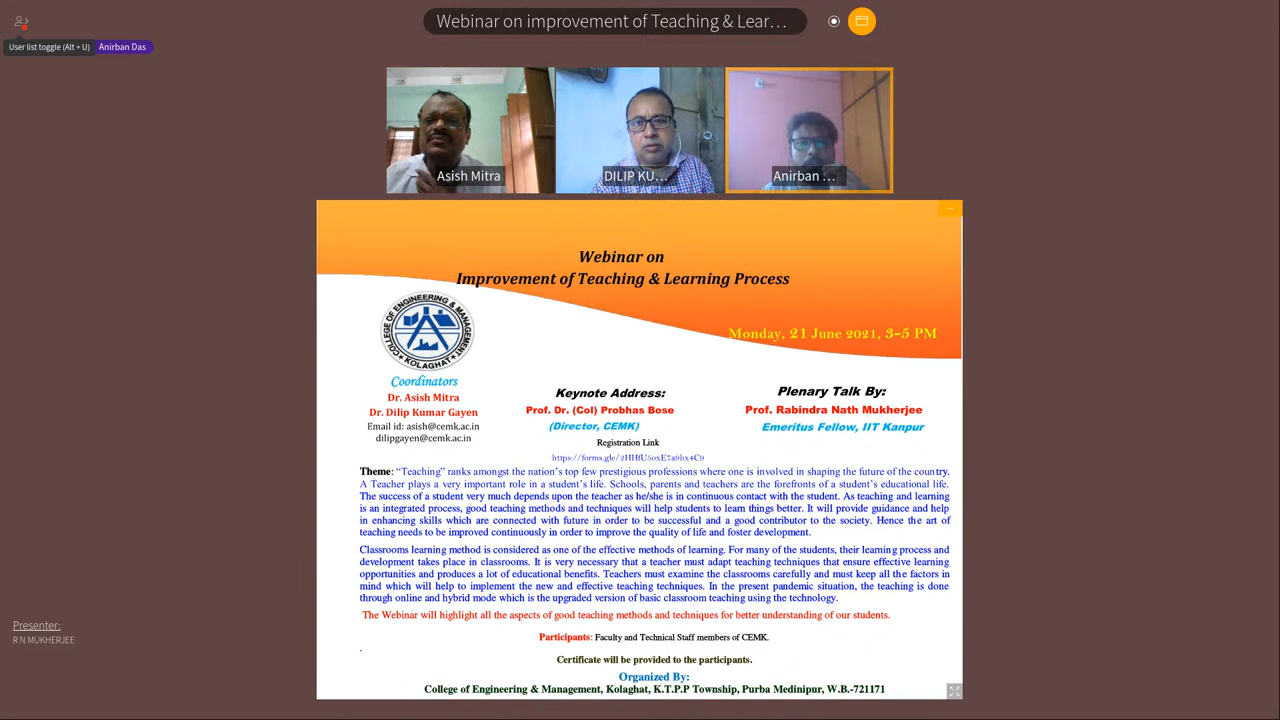 Webinar on improvement of Teaching & Lear...
User list toggle (Alt + U)
Anirban Das
Asish Mitra
DILIP KU...
Anirban ...
Webinar on
Improvement of Teaching & Learning Process
COLLEGE OF ENGINEERING & MANAGEMENT
KOLAGHAT
Monday, 21 June 2021, 3-5 PM
Coordinators
Dr. Asish Mitra
Dr. Dilip Kumar Gayen
Email id: asish@cemk.ac.in
dilipgayen@cemk.ac.in
Keynote Address:
Prof. Dr. (Col) Probhas Bose
(Director, CEMK)
Registration Link
Plenary Talk By:
Prof. Rabindra Nath Mukherjee
Emeritus Fellow, IIT Kanpur
https://forms.gle/2HHfU5oxE7a9hx4C9
Theme: “Teaching” ranks amongst the nation’s top few prestigious professions where one is involved in shaping the future of the country.
A Teacher plays a very important role in a student’s life. Schools, parents and teachers are the forefronts of a student’s educational life.
The success of a student very much depends upon the teacher as he/she is in continuous contact with the student. As teaching and learning
is an integrated process, good teaching methods and techniques will help students to learn things better. It will provide guidance and help
in enhancing skills which are connected with future in order to be successful and a good contributor to the society. Hence the art of
teaching needs to be improved continuously in order to improve the quality of life and foster development.
Classrooms learning method is considered as one of the effective methods of learning. For many of the students, their learning process and
development takes place in classrooms. It is very necessary that a teacher must adapt teaching techniques that ensure effective learning
opportunities and produces a lot of educational benefits. Teachers must examine the classrooms carefully and must keep all the factors in
mind which will help to implement the new and effective teaching techniques. In the present pandemic situation, the teaching is done
through online and hybrid mode which is the upgraded version of basic classroom teaching using the technology.
The Webinar will highlight all the aspects of good teaching methods and techniques for better understanding of our students.
Participants: Faculty and Technical Staff members of CEMK.
Certificate will be provided to the participants.
Organized By:
College of Engineering & Management, Kolaghat, K.T.P.P Township, Purba Medinipur, W.B.-721171
Presenter:
R N MUKHERJEE